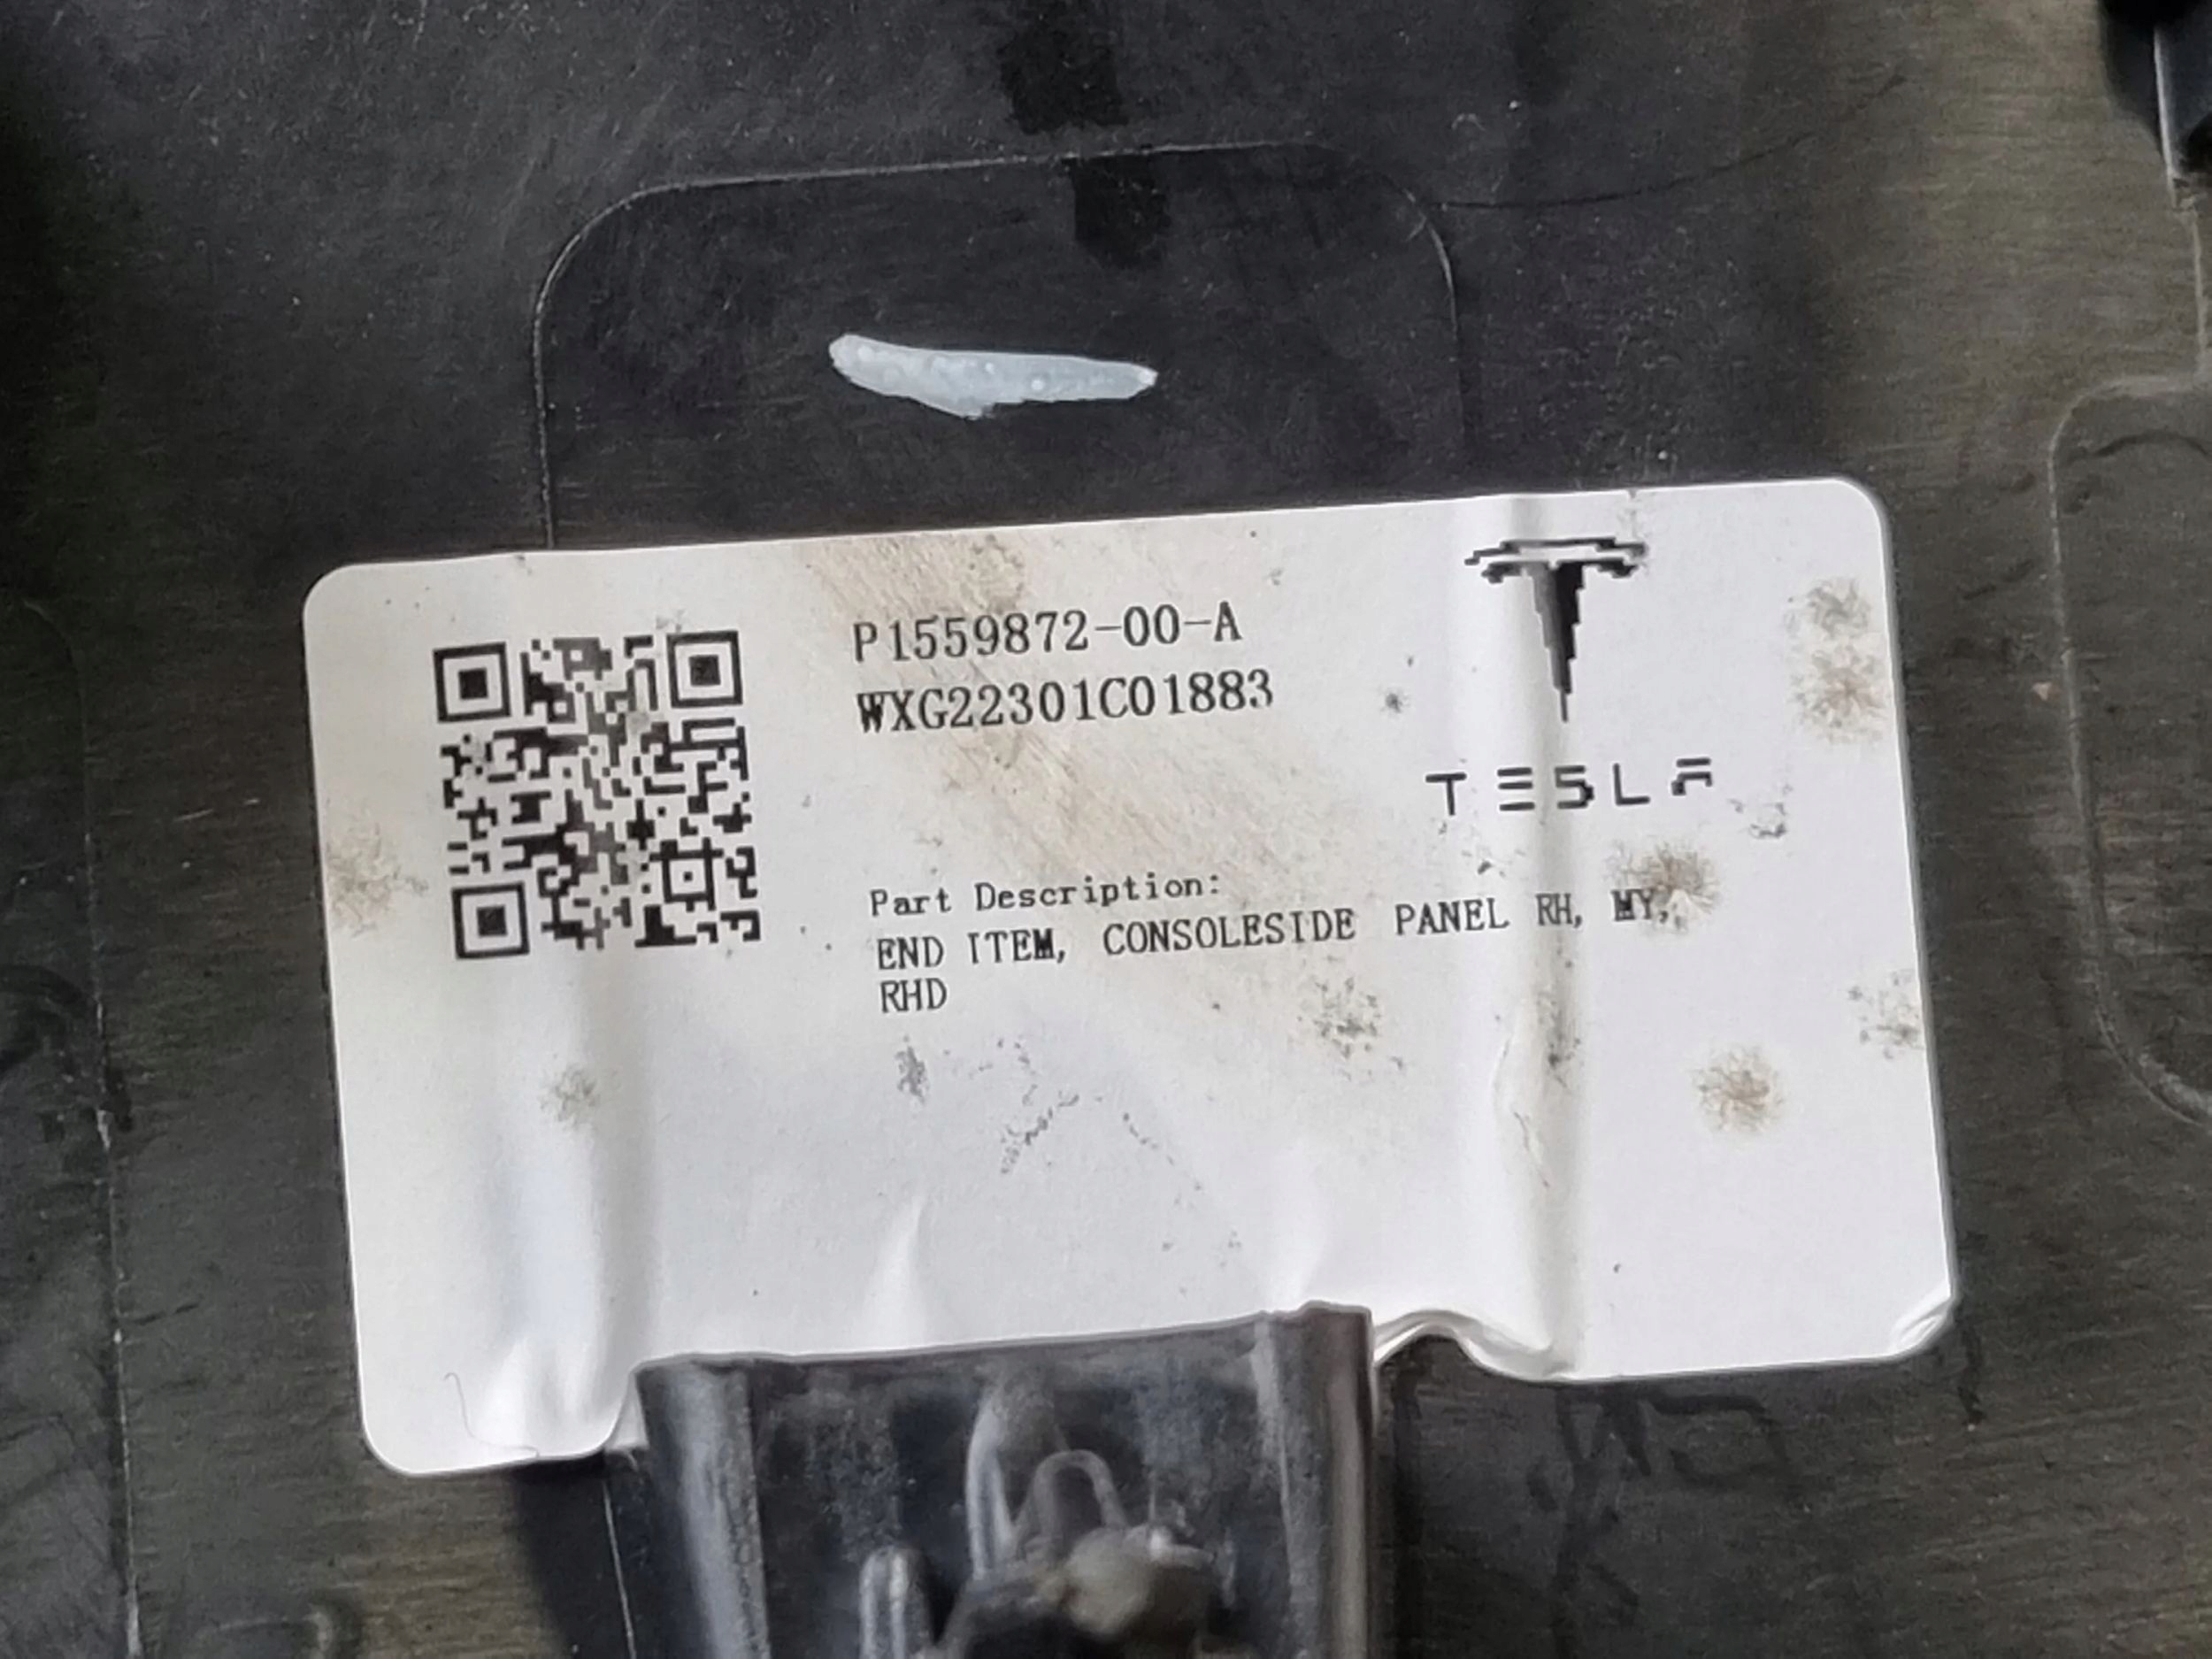 P1559872-00-A
WXG22301C01883
TESLA
Part Description:
END ITEM, CONSOLESIDE PANEL RH, MY,
RHD